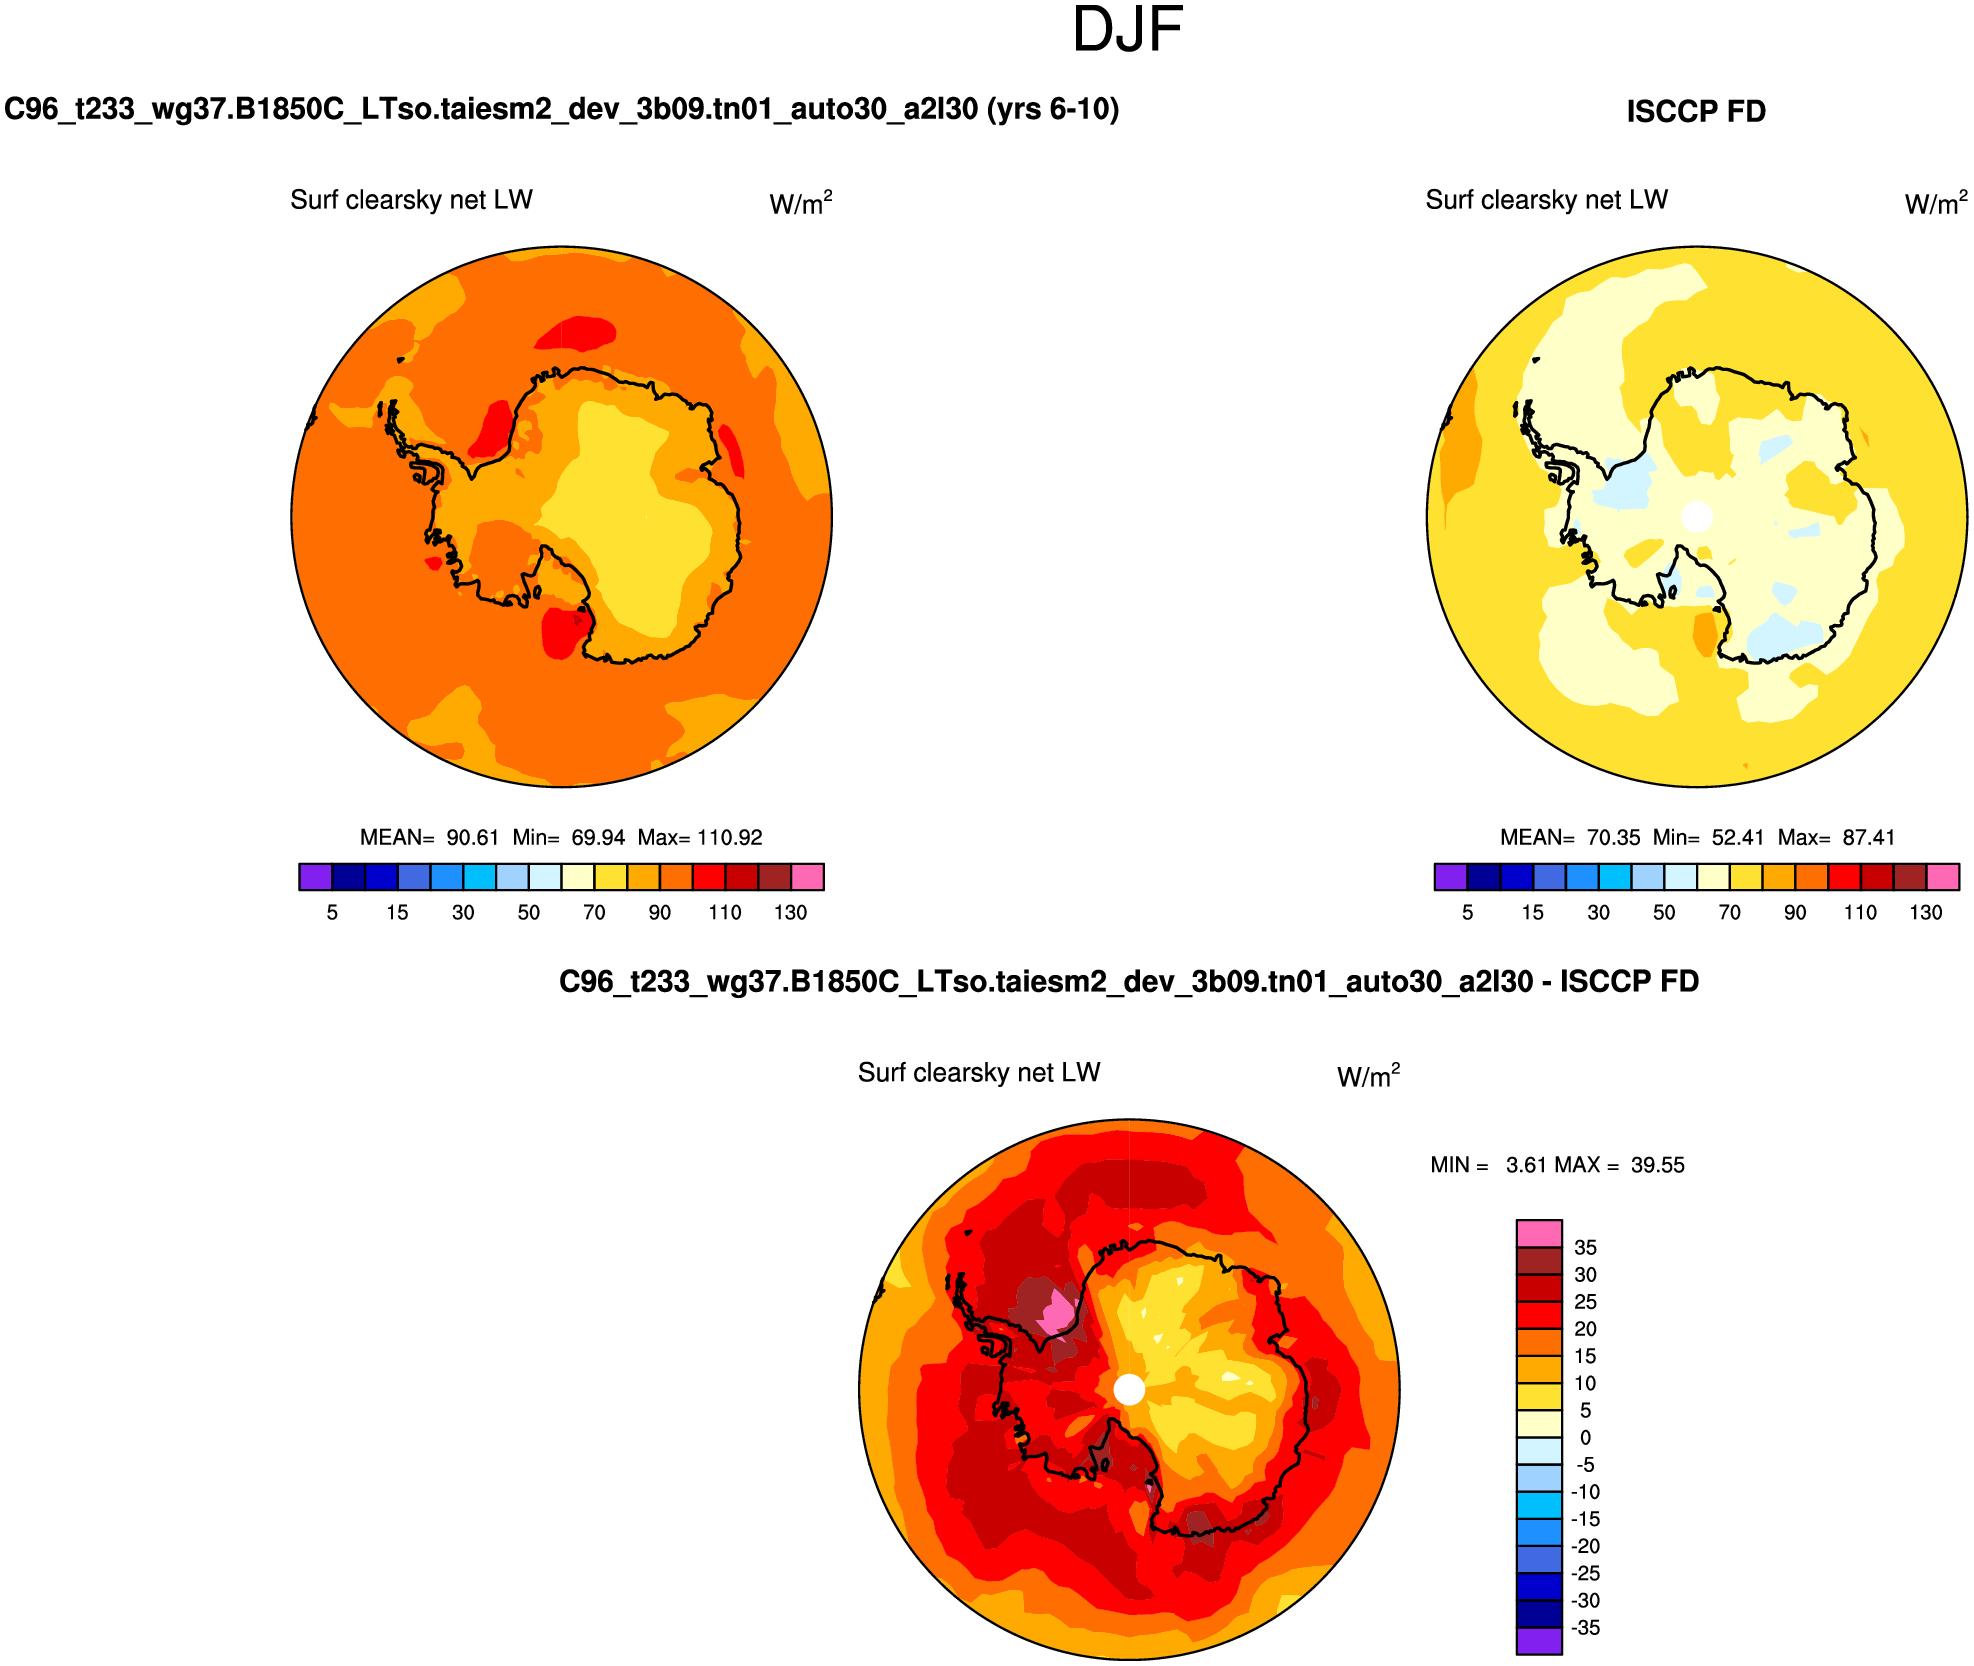 DJF
C96_t233_wg37.B1850C_LTso.taiesm2_dev_3b09.tn01_auto30_a2l30 (yrs 6-10)
ISCCP FD
Surf clearsky net LW W/m²
Surf clearsky net LW W/m²
MEAN= 90.61 Min= 69.94 Max= 110.92
MEAN= 70.35 Min= 52.41 Max= 87.41
5 15 30 50 70 90 110 130
5 15 30 50 70 90 110 130
C96_t233_wg37.B1850C_LTso.taiesm2_dev_3b09.tn01_auto30_a2l30 - ISCCP FD
Surf clearsky net LW W/m²
MIN = 3.61 MAX = 39.55
35
30
25
20
15
10
5
0
-5
-10
-15
-20
-25
-30
-35